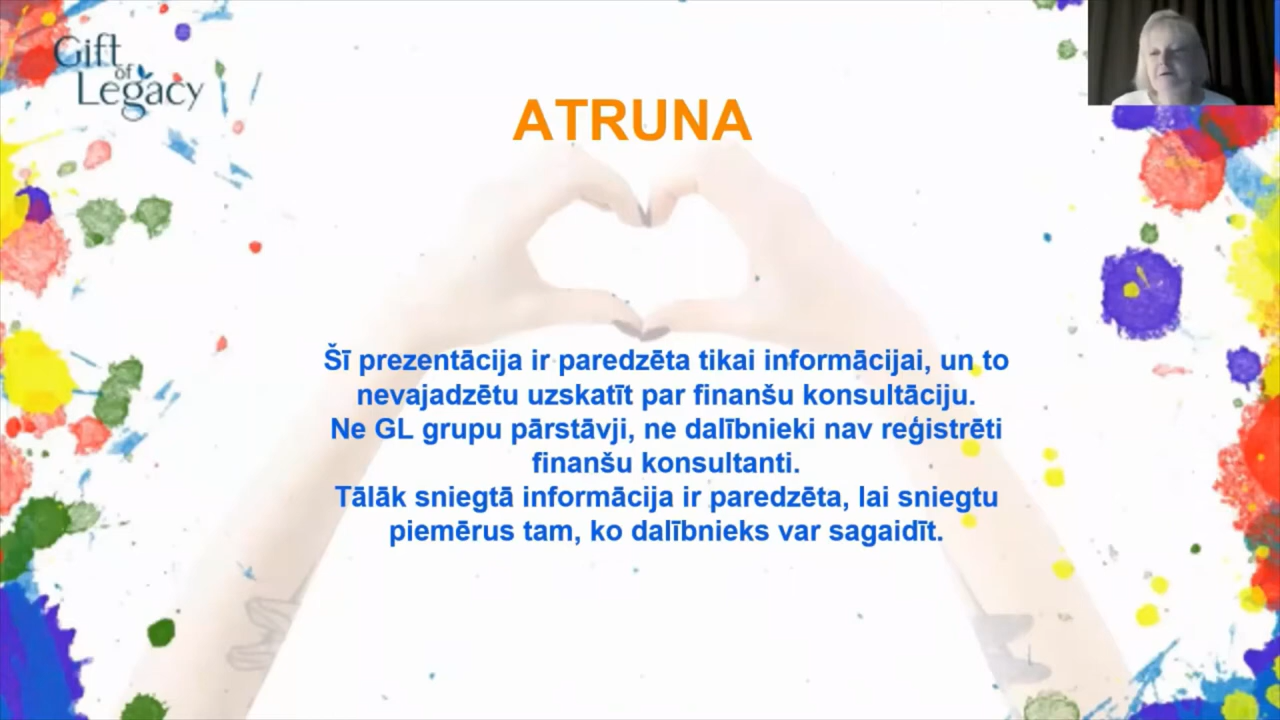 Gift
of
Legacy
ATRUNA
Šī prezentācija ir paredzēta tikai informācijai, un to
nevajadzētu uzskatīt par finanšu konsultāciju.
Ne GL grupu pārstāvji, ne dalībnieki nav reģistrēti
finanšu konsultanti.
Tālāk sniegtā informācija ir paredzēta, lai sniegtu
piemērus tam, ko dalībnieks var sagaidīt.